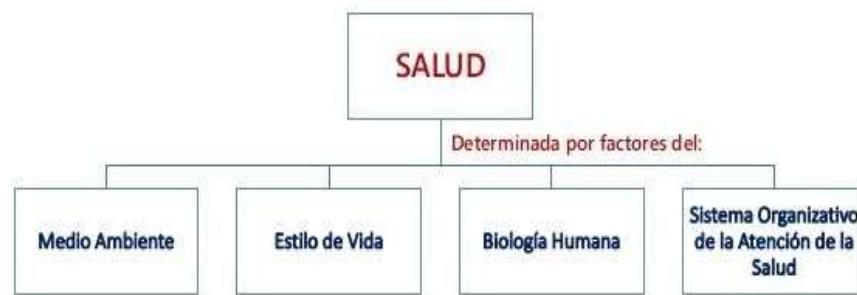 SALUD
Determinada por factores del:
Medio Ambiente
Estilo de Vida
Biología Humana
Sistema Organizativo
de la Atención de la
Salud